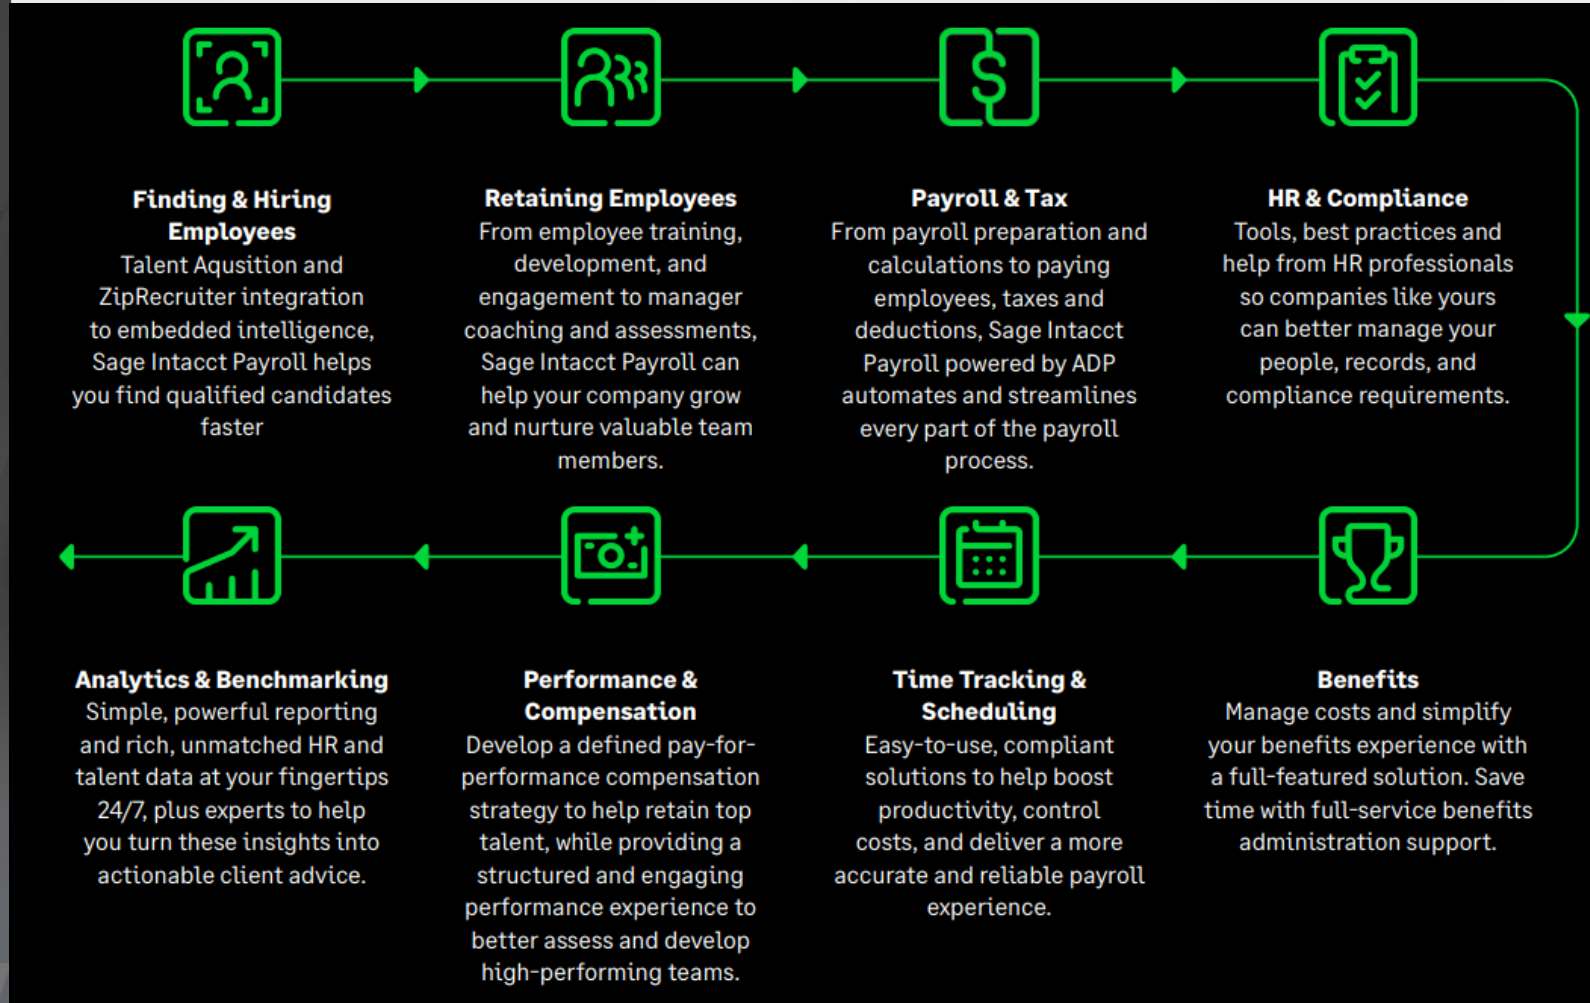 Finding & Hiring
Employees
Talent Aqusition and
ZipRecruiter integration
to embedded intelligence,
Sage Intacct Payroll helps
you find qualified candidates
faster
Retaining Employees
From employee training,
development, and
engagement to manager
coaching and assessments,
Sage Intacct Payroll can
help your company grow
and nurture valuable team
members.
Payroll & Tax
From payroll preparation and
calculations to paying
employees, taxes and
deductions, Sage Intacct
Payroll powered by ADP
automates and streamlines
every part of the payroll
process.
HR & Compliance
Tools, best practices and
help from HR professionals
so companies like yours
can better manage your
people, records, and
compliance requirements.
Benefits
Manage costs and simplify
your benefits experience with
a full-featured solution. Save
time with full-service benefits
administration support.
Time Tracking &
Scheduling
Easy-to-use, compliant
solutions to help boost
productivity, control
costs, and deliver a more
accurate and reliable payroll
experience.
Performance &
Compensation
Develop a defined pay-for-
performance compensation
strategy to help retain top
talent, while providing a
structured and engaging
performance experience to
better assess and develop
high-performing teams.
Analytics & Benchmarking
Simple, powerful reporting
and rich, unmatched HR and
talent data at your fingertips
24/7, plus experts to help
you turn these insights into
actionable client advice.